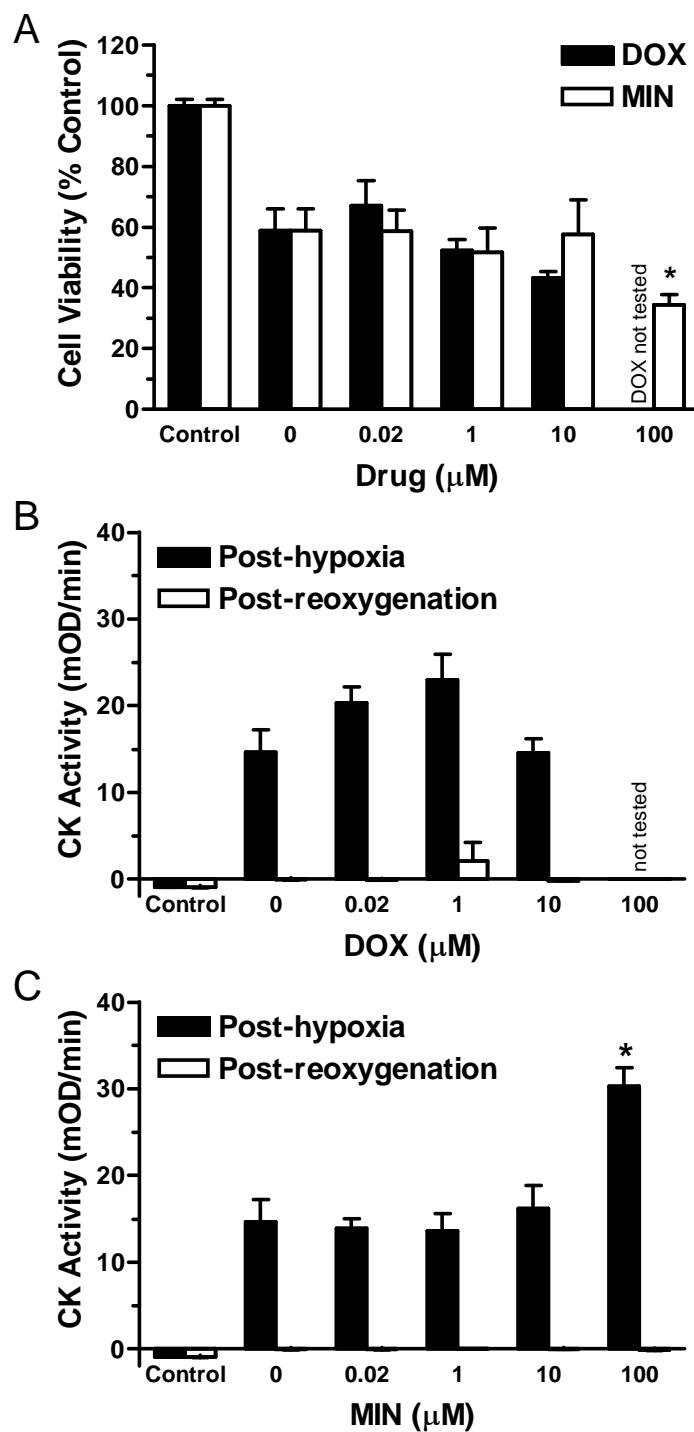 A
120
100
80
60
40
20
0
Cell Viability (% Control)
DOX
MIN
DOX not tested
*
Control 0 0.02 1 10 100
Drug (μM)
B
40
30
20
10
0
CK Activity (mOD/min)
Post-hypoxia
Post-reoxygenation
not tested
Control 0 0.02 1 10 100
DOX (μM)
C
40
30
20
10
0
CK Activity (mOD/min)
Post-hypoxia
Post-reoxygenation
*
Control 0 0.02 1 10 100
MIN (μM)